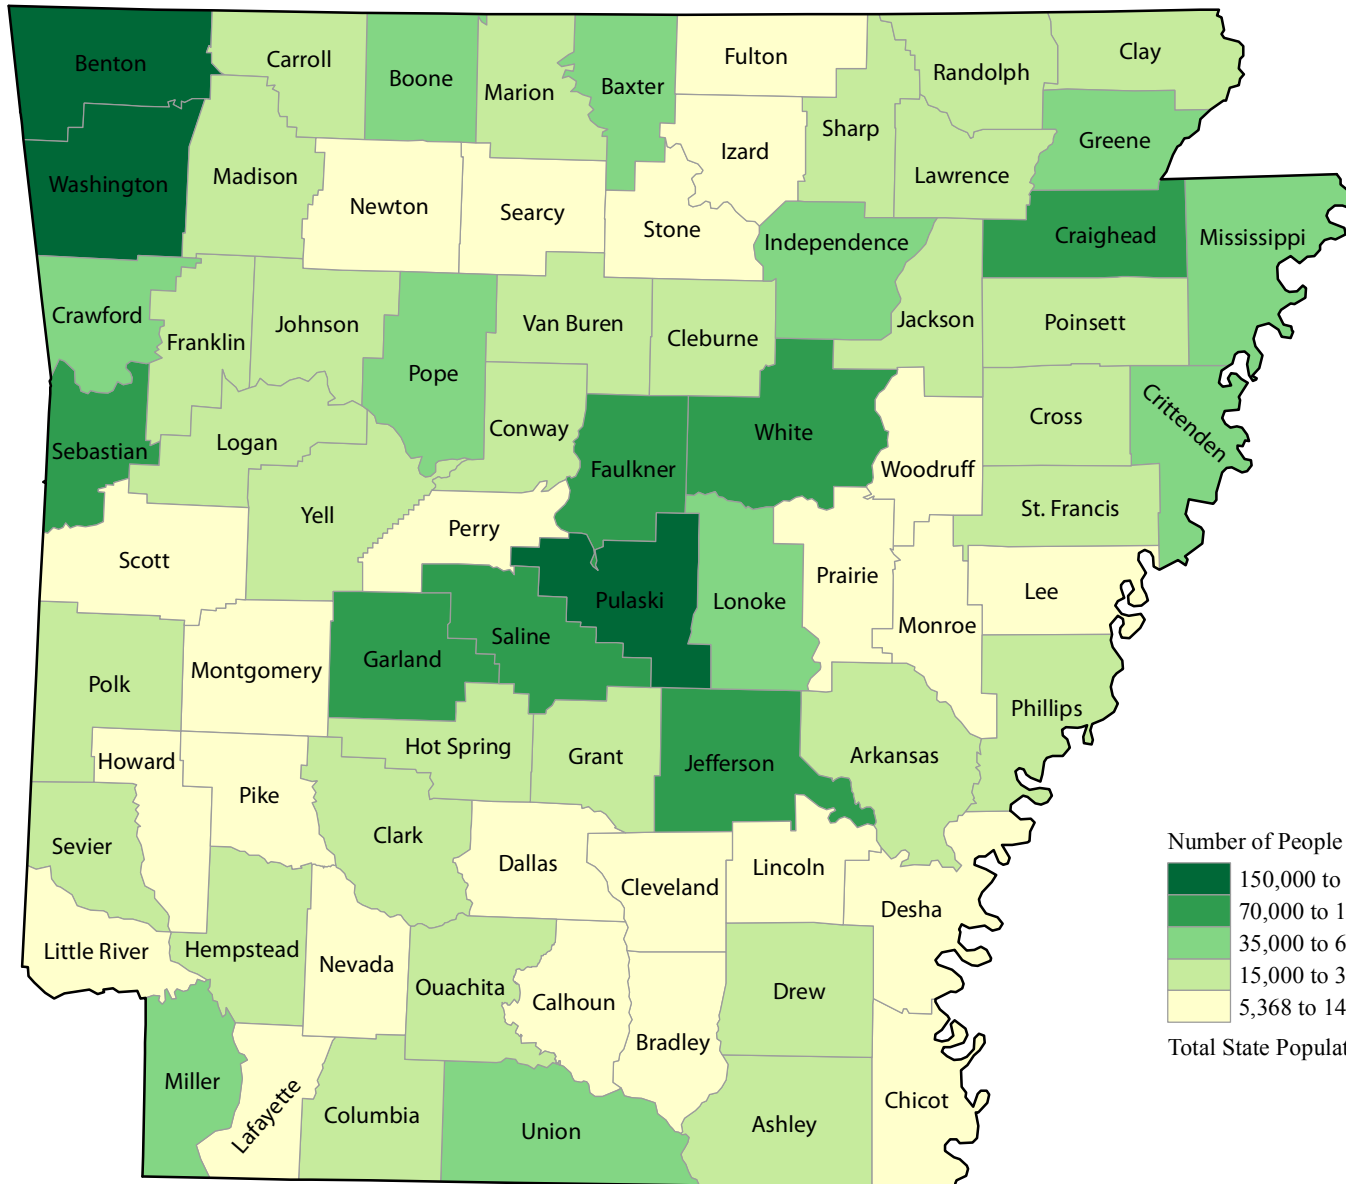 Benton
Carroll
Boone
Marion
Baxter
Fulton
Randolph
Clay
Sharp
Greene
Izard
Lawrence
Washington
Madison
Newton
Searcy
Stone
Independence
Craighead
Mississippi
Crawford
Franklin
Johnson
Pope
Van Buren
Cleburne
Jackson
Poinsett
Sebastian
Logan
Conway
Faulkner
White
Woodruff
Cross
Crittenden
Yell
Perry
St. Francis
Scott
Pulaski
Lonoke
Prairie
Monroe
Lee
Saline
Garland
Montgomery
Polk
Phillips
Howard
Hot Spring
Grant
Jefferson
Arkansas
Pike
Sevier
Clark
Dallas
Cleveland
Lincoln
Desha
Little River
Hempstead
Nevada
Ouachita
Calhoun
Bradley
Drew
Miller
Lafayette
Columbia
Union
Ashley
Chicot
Number of People
150,000 to
70,000 to 1
35,000 to 6
15,000 to 3
5,368 to 14
Total State Populat